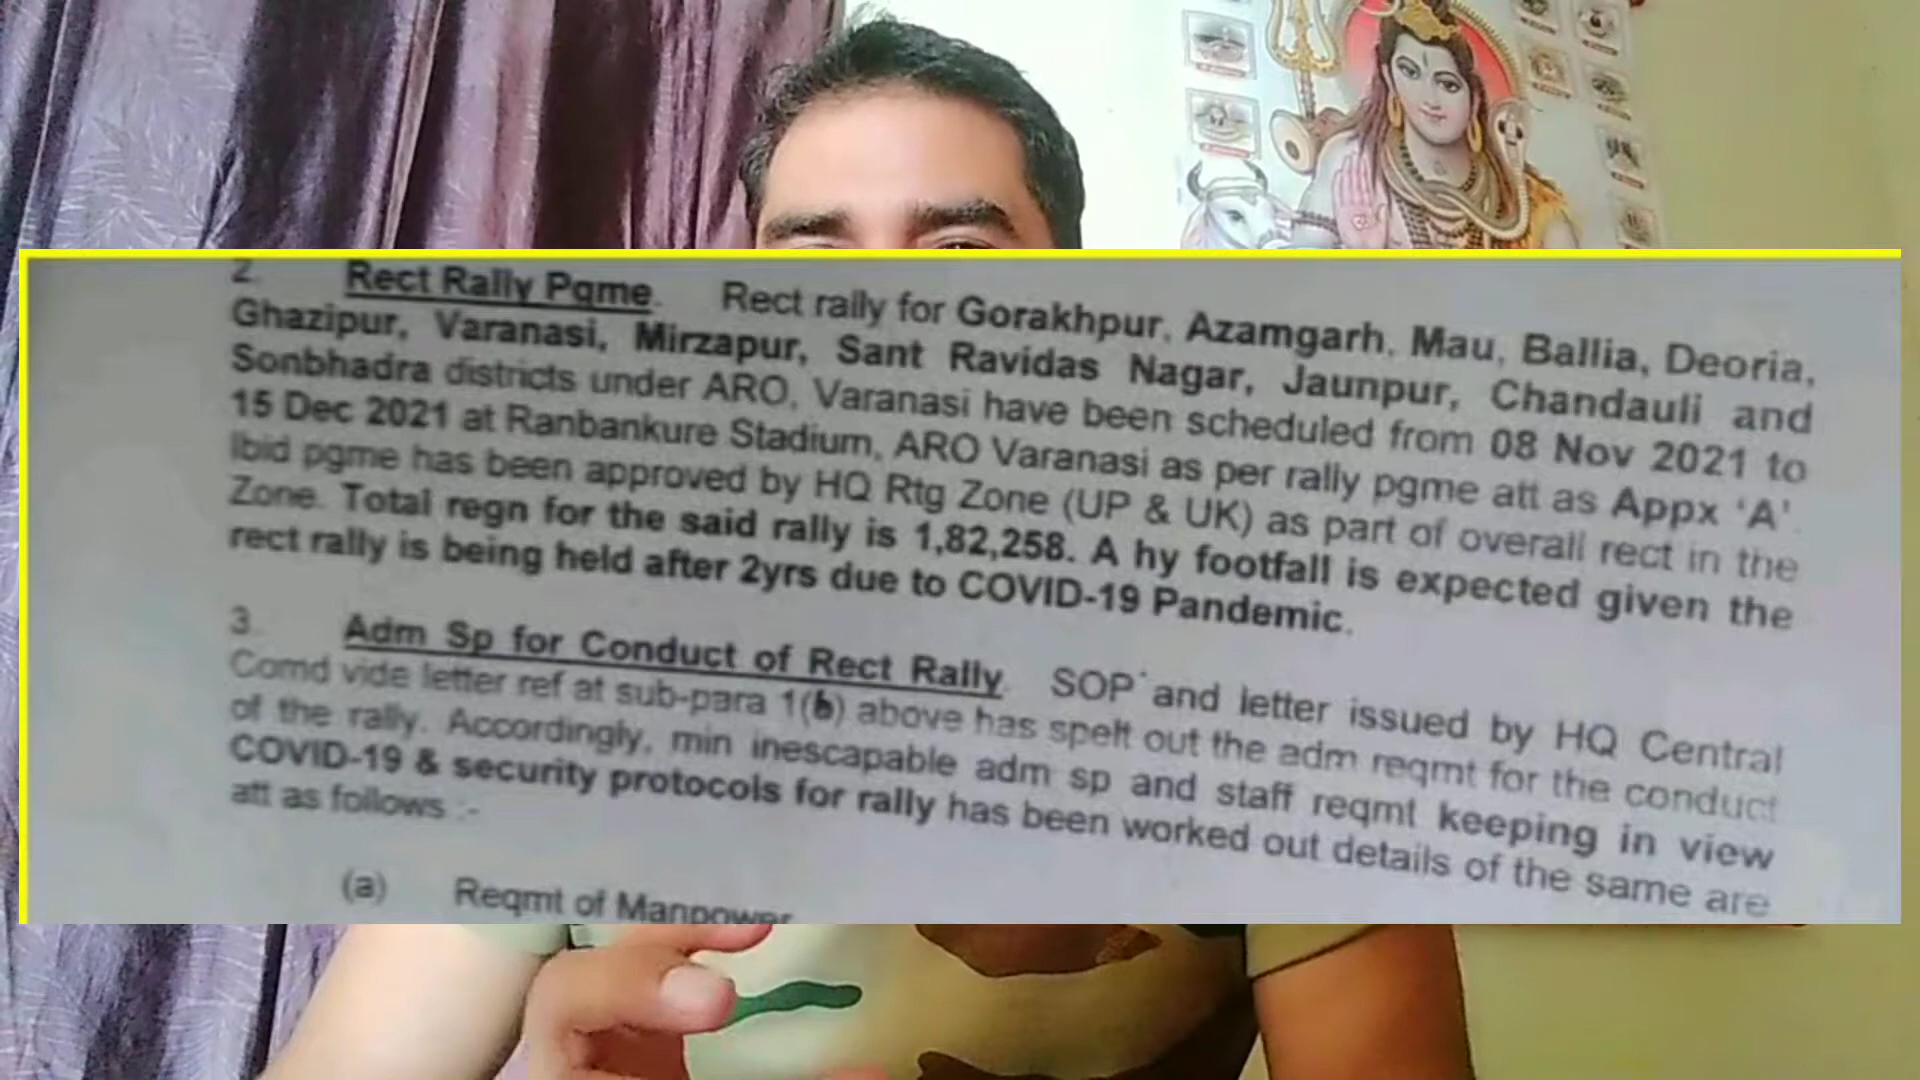 2. Rect Rally Pgme. Rect rally for Gorakhpur, Azamgarh, Mau, Ballia, Deoria,
Ghazipur, Varanasi, Mirzapur, Sant Ravidas Nagar, Jaunpur, Chandauli and
Sonbhadra districts under ARO, Varanasi have been scheduled from 08 Nov 2021 to
15 Dec 2021 at Ranbankure Stadium, ARO Varanasi as per rally pgme att as Appx 'A'.
Ibid pgme has been approved by HQ Rtg Zone (UP & UK) as part of overall rect in the
Zone. Total regn for the said rally is 1,82,258. A hy footfall is expected given the
rect rally is being held after 2yrs due to COVID-19 Pandemic.
3. Adm Sp for Conduct of Rect Rally. SOP and letter issued by HQ Central
Comd vide letter ref at sub-para 1(b) above has spelt out the adm reqmt for the conduct
of the rally. Accordingly, min inescapable adm sp and staff reqmt keeping in view
COVID-19 & security protocols for rally has been worked out details of the same are
att as follows :-
(a) Reqmt of Manpower